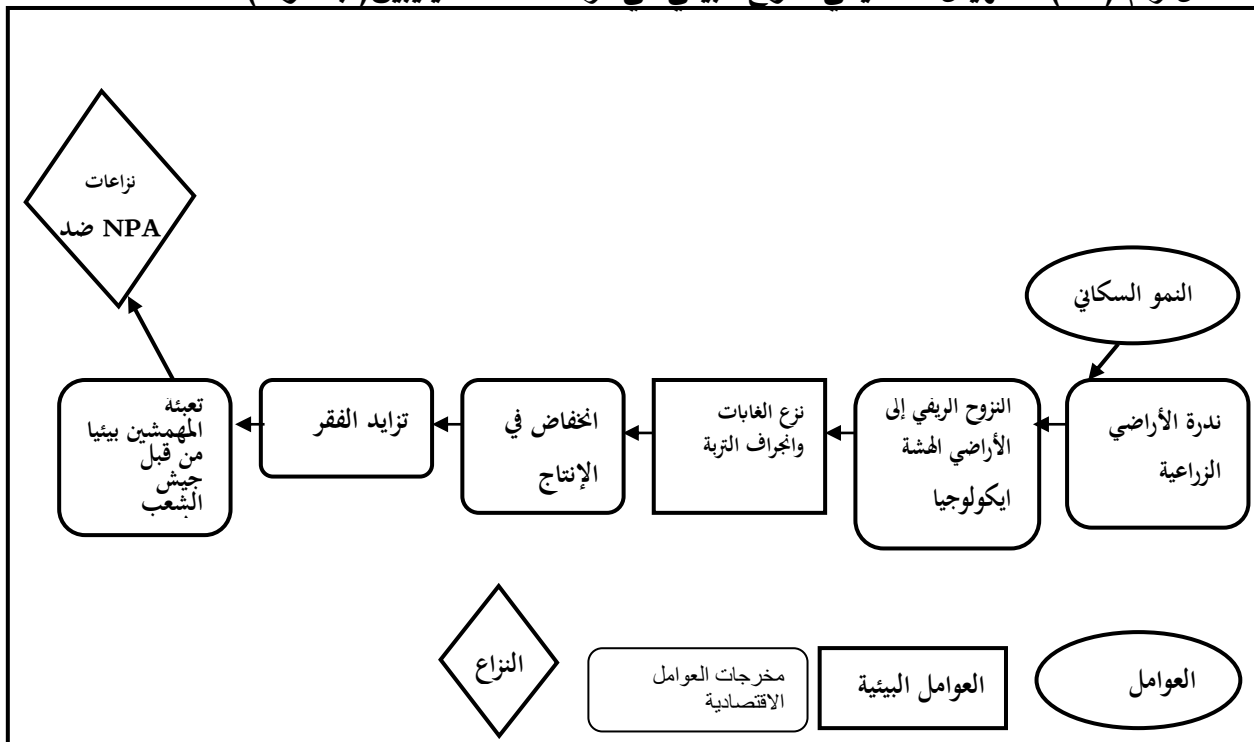 نزاعات
ضد NPA
النمو السكاني
ندرة الأراضي
الزراعية
النزوح الريفي إلى
الأراضي الهشة
ايكولوجيا
نزع الغابات
وانجراف التربة
انخفاض في
الإنتاج
تزايد الفقر
تعبئة
المهمشين بيئيا
من قبل
جيش
الشعب
العوامل
العوامل البيئية
مخرجات العوامل
الاقتصادية
النزاع